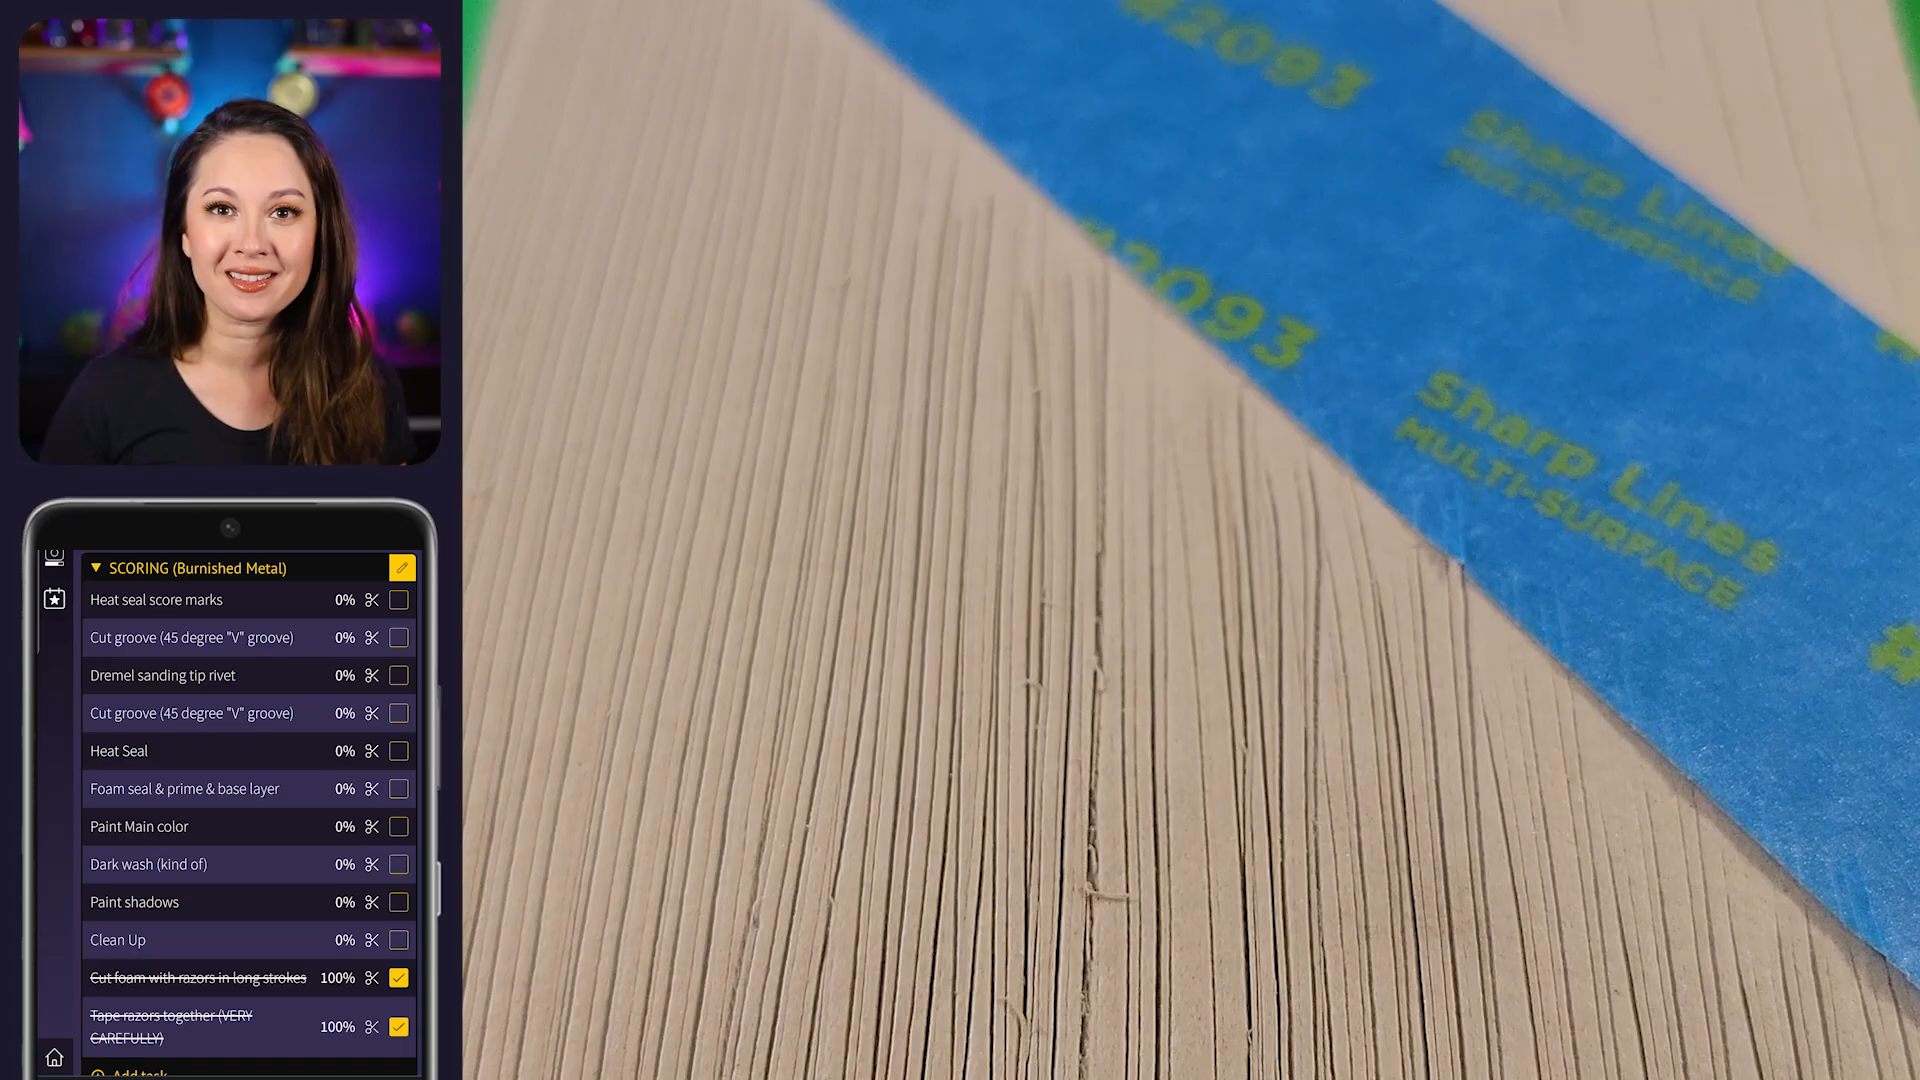 ▼ SCORING (Burnished Metal)
Heat seal score marks 0%
Cut groove (45 degree "V" groove) 0%
Dremel sanding tip rivet 0%
Cut groove (45 degree "V" groove) 0%
Heat Seal 0%
Foam seal & prime & base layer 0%
Paint Main color 0%
Dark wash (kind of) 0%
Paint shadows 0%
Clean Up 0%
Cut foam with razors in long strokes 100%
Tape razors together (VERY
CAREFULLY) 100%
Add task
#2093
Sharp Lines
MULTI-SURFACE
#2093
Sharp Lines
MULTI-SURFACE
#